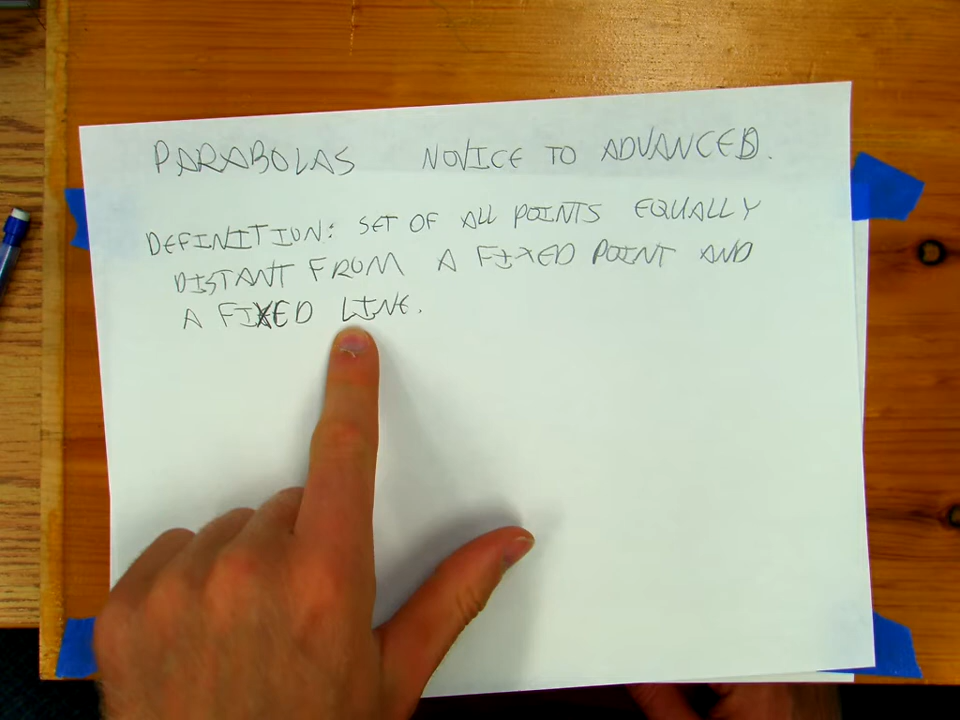 PARABOLAS NOVICE TO ADVANCED.
DEFINITION: SET OF ALL POINTS EQUALLY
DISTANT FROM A FIXED POINT AND
A FIXED LINE.